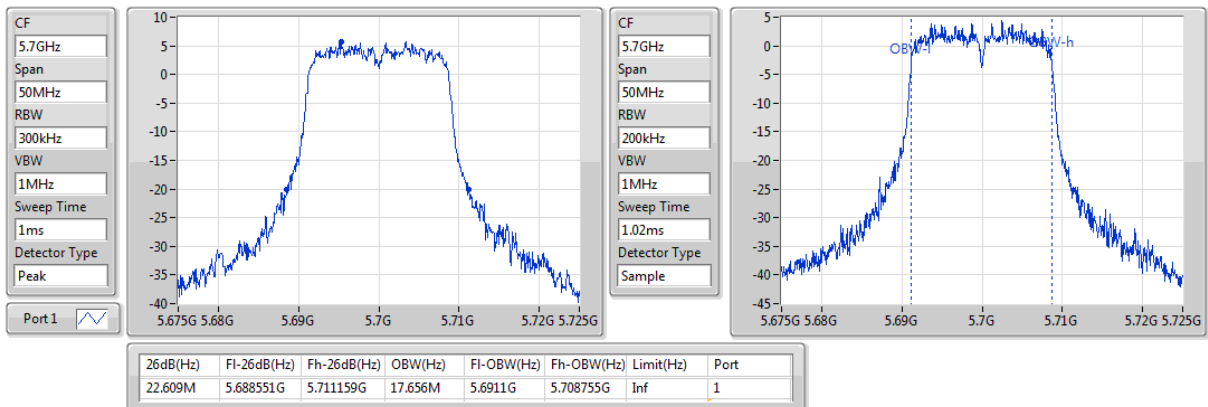 CF
5.7GHz
Span
50MHz
RBW
300kHz
VBW
1MHz
Sweep Time
1ms
Detector Type
Peak
Port 1
10
5
0
-5
-10
-15
-20
-25
-30
-35
-40
5.675G 5.68G 5.69G 5.7G 5.71G 5.72G 5.725G
CF
5.7GHz
Span
50MHz
RBW
200kHz
VBW
1MHz
Sweep Time
1.02ms
Detector Type
Sample
5
0
-5
-10
-15
-20
-25
-30
-35
-40
-45
OBW-l OBW-h
5.675G 5.68G 5.69G 5.7G 5.71G 5.72G 5.725G
26dB(Hz) Fl-26dB(Hz) Fh-26dB(Hz) OBW(Hz) Fl-OBW(Hz) Fh-OBW(Hz) Limit(Hz) Port
22.609M 5.688551G 5.711159G 17.656M 5.6911G 5.708755G Inf 1